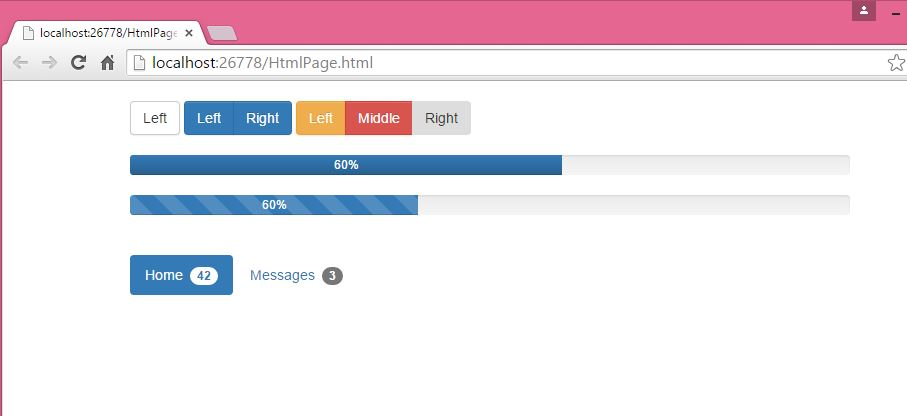 localhost:26778/HtmlPage
localhost:26778/HtmlPage.html
Left Left Right Left Middle Right
60%
60%
Home 42 Messages 3